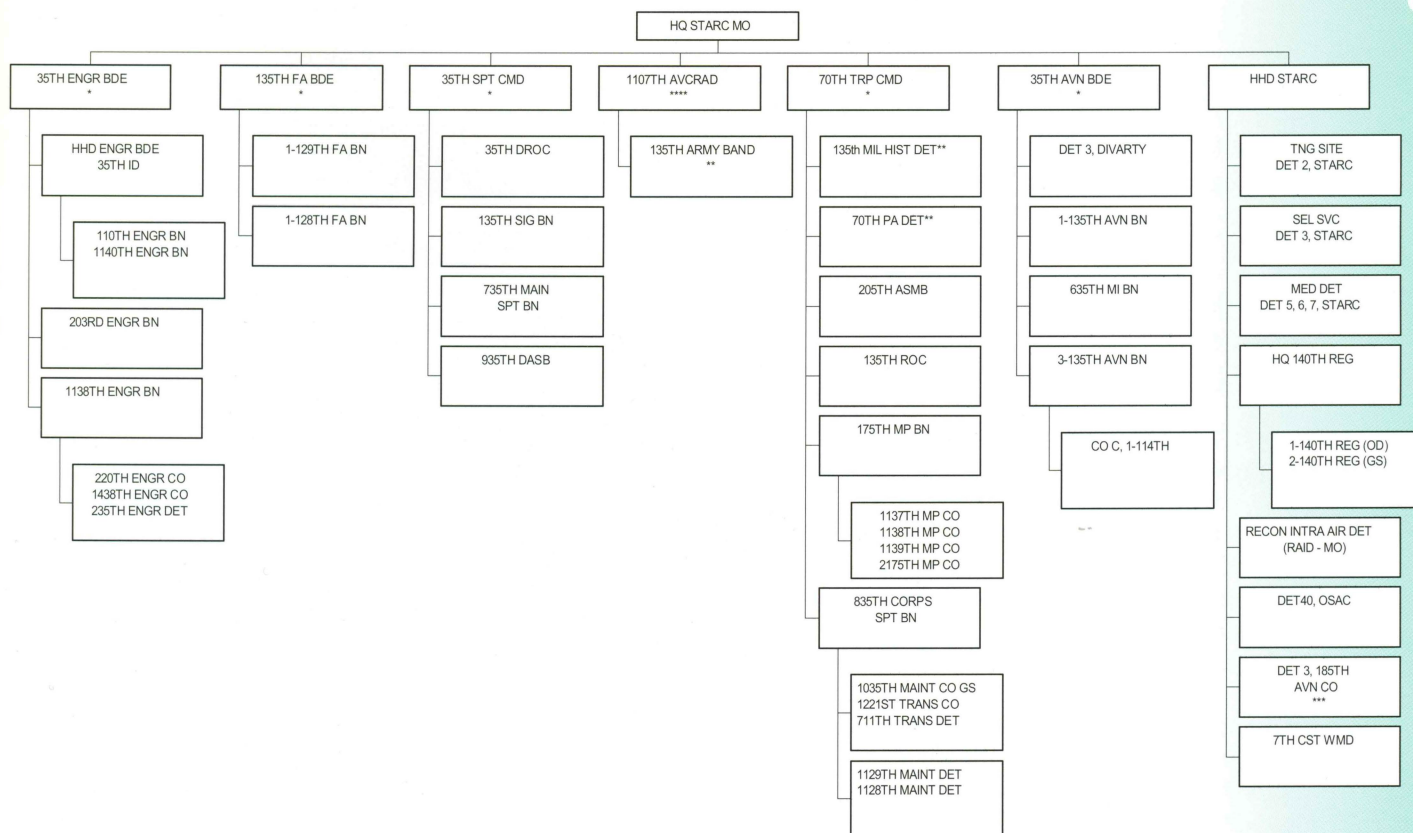 HQ STARC MO
35TH ENGR BDE
*
HHD ENGR BDE
35TH ID
110TH ENGR BN
1140TH ENGR BN
203RD ENGR BN
1138TH ENGR BN
220TH ENGR CO
1438TH ENGR CO
235TH ENGR DET
135TH FA BDE
*
1-129TH FA BN
1-128TH FA BN
35TH SPT CMD
*
35TH DROC
135TH SIG BN
735TH MAIN
SPT BN
935TH DASB
1107TH AVCRAD
****
135TH ARMY BAND
**
70TH TRP CMD
*
135th MIL HIST DET**
70TH PA DET**
205TH ASMB
135TH ROC
175TH MP BN
1137TH MP CO
1138TH MP CO
1139TH MP CO
2175TH MP CO
835TH CORPS
SPT BN
1035TH MAINT CO GS
1221ST TRANS CO
711TH TRANS DET
1129TH MAINT DET
1128TH MAINT DET
35TH AVN BDE
*
DET 3, DIVARTY
1-135TH AVN BN
635TH MI BN
3-135TH AVN BN
CO C, 1-114TH
HHD STARC
TNG SITE
DET 2, STARC
SEL SVC
DET 3, STARC
MED DET
DET 5, 6, 7, STARC
HQ 140TH REG
1-140TH REG (OD)
2-140TH REG (GS)
RECON INTRA AIR DET
(RAID - MO)
DET40, OSAC
DET 3, 185TH
AVN CO
***
7TH CST WMD